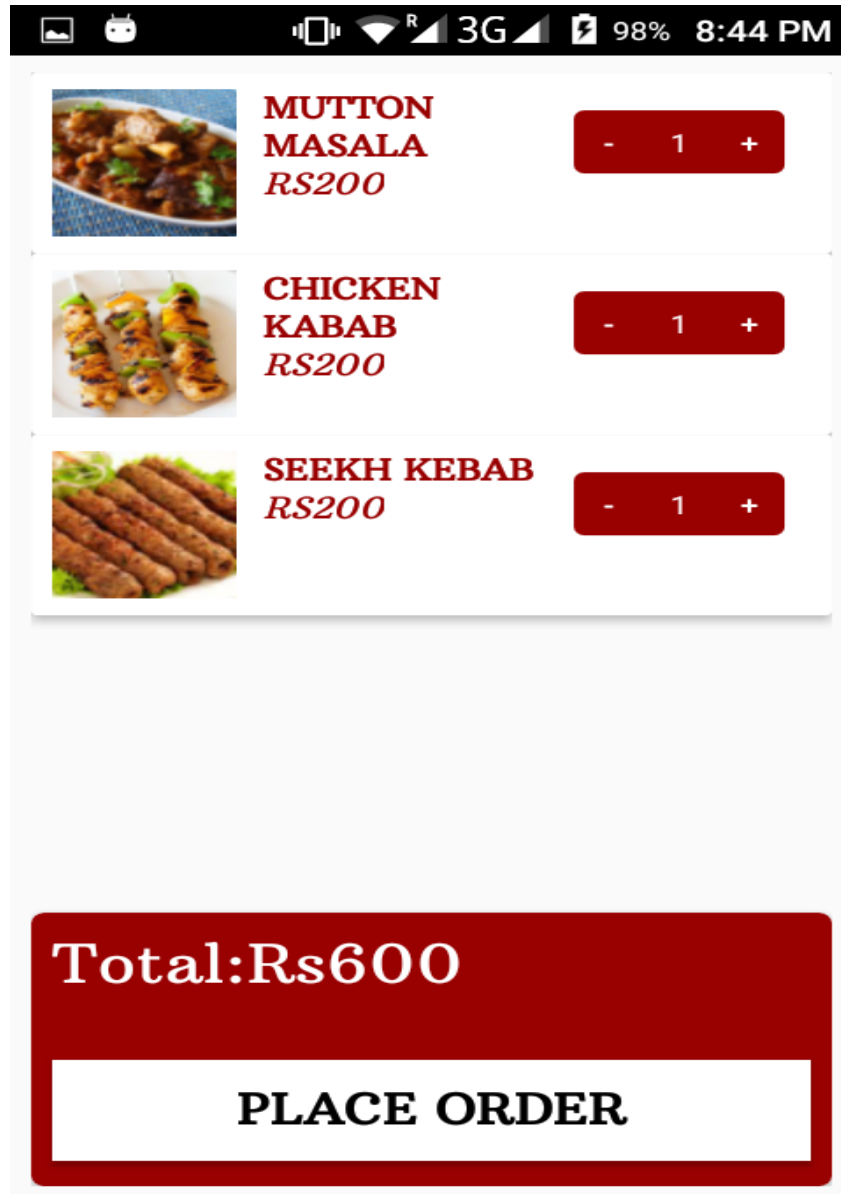 R 3G 98% 8:44 PM
MUTTON
MASALA
RS200
- 1 +
CHICKEN
KABAB
RS200
- 1 +
SEEKH KEBAB
RS200
- 1 +
Total:Rs600
PLACE ORDER